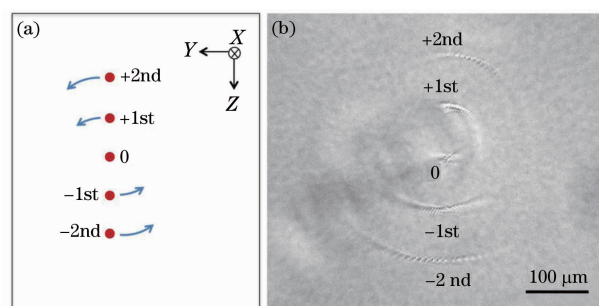 (a)
X
Y
Z
+2nd
+1st
0
−1st
−2nd
(b)
+2nd
+1st
0
−1st
−2 nd
100 µm